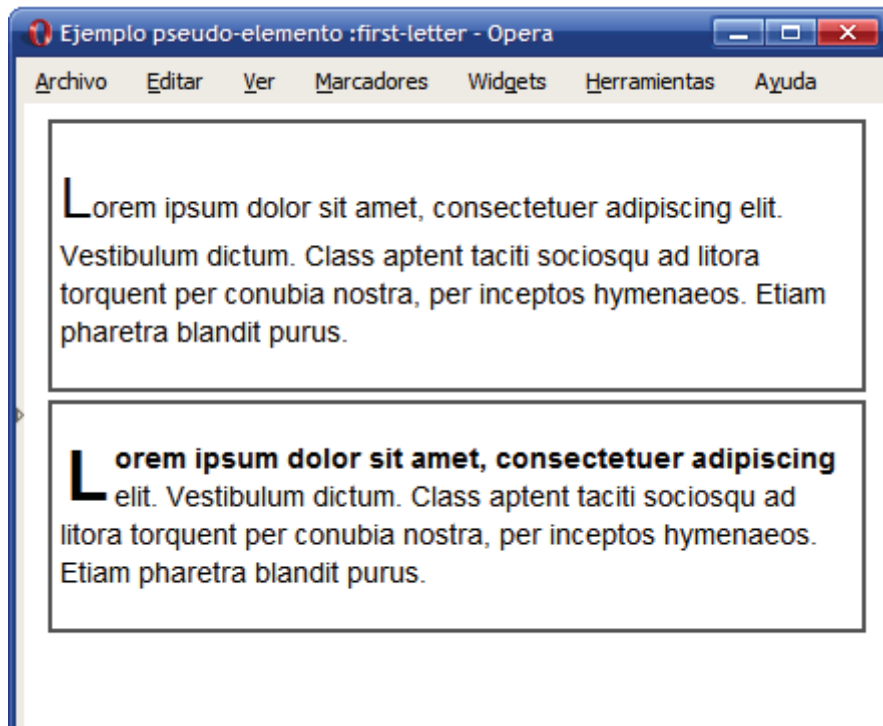 Ejemplo pseudo-elemento :first-letter - Opera
Archivo Editar Ver Marcadores Widgets Herramientas Ayuda
Lorem ipsum dolor sit amet, consectetuer adipiscing elit.
Vestibulum dictum. Class aptent taciti sociosqu ad litora
torquent per conubia nostra, per inceptos hymenaeos. Etiam
pharetra blandit purus.
Lorem ipsum dolor sit amet, consectetuer adipiscing
elit. Vestibulum dictum. Class aptent taciti sociosqu ad
litora torquent per conubia nostra, per inceptos hymenaeos.
Etiam pharetra blandit purus.